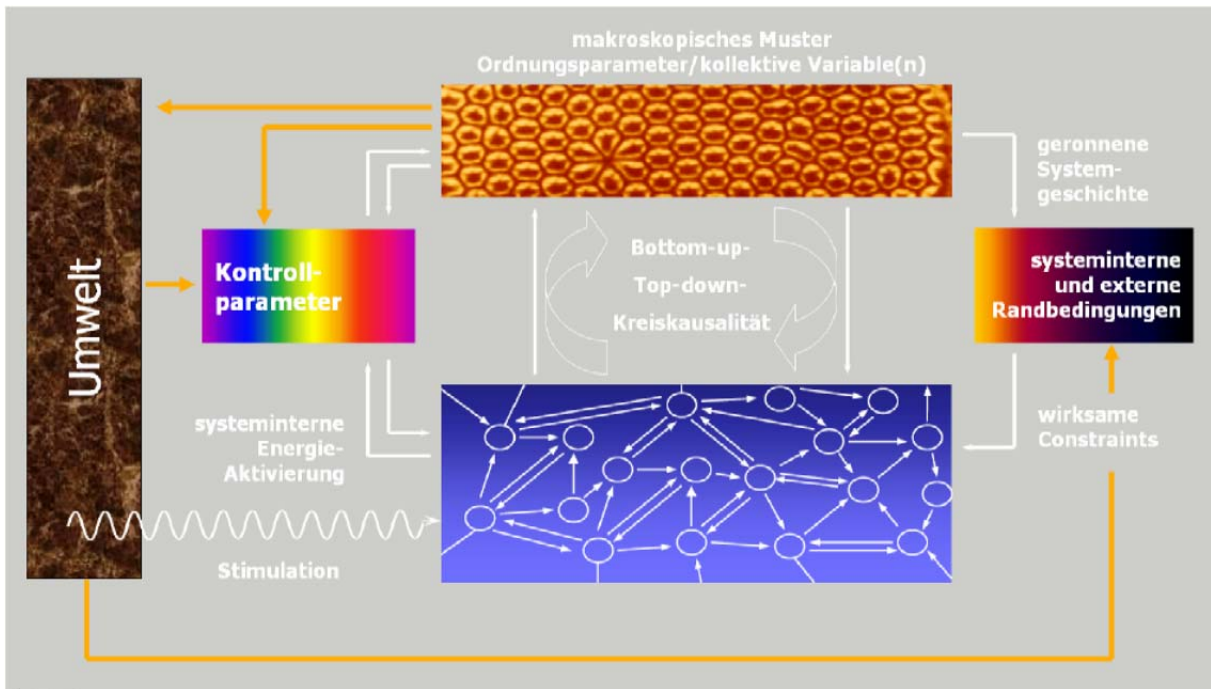 makroskopisches Muster
Ordnungsparameter/kollektive Variable(n)
geronnene
System-
geschichte
Umwelt
Kontroll-
parameter
Bottom-up-
Top-down-
Kreiskausalität
systeminterne
und externe
Randbedingungen
systeminterne
Energie-
Aktivierung
wirksame
Constraints
Stimulation